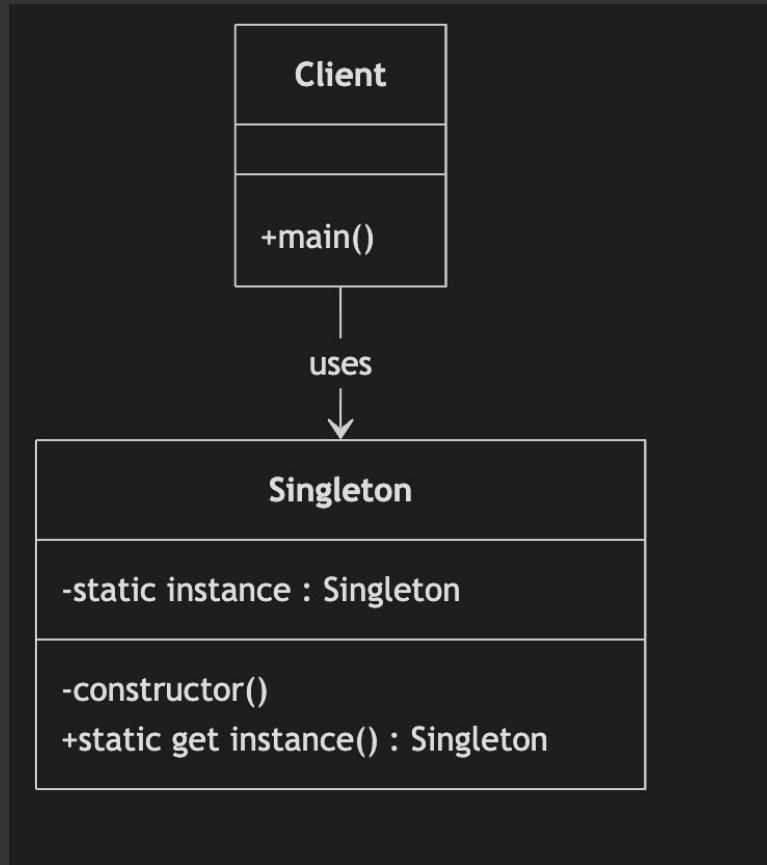 Client
+main()
uses
Singleton
-static instance : Singleton
-constructor()
+static get instance() : Singleton